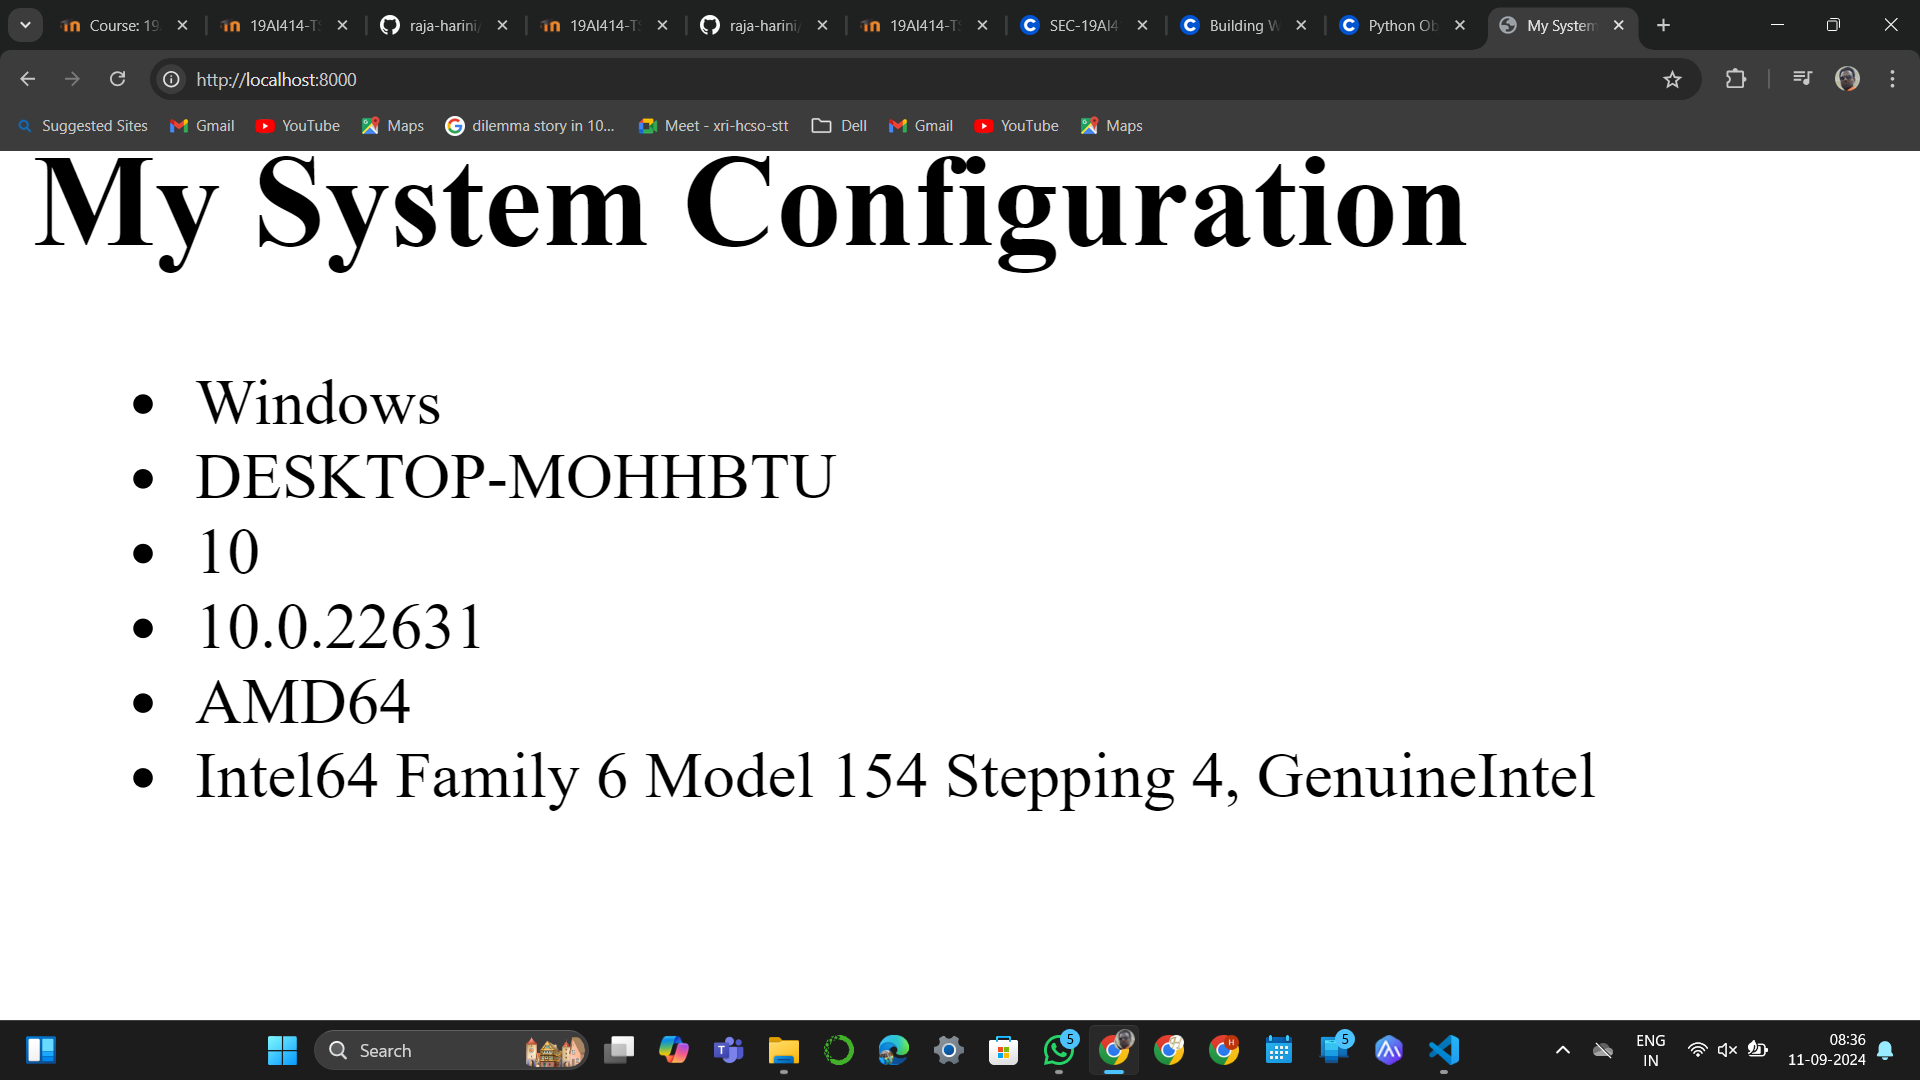 Course: 19
19AI414-TS
raja-harini/
19AI414-TS
raja-harini/
19AI414-TS
SEC-19AI4
Building W
Python Ob
My System
http://localhost:8000
Suggested Sites
Gmail
YouTube
Maps
dilemma story in 10...
Meet - xri-hcso-stt
Dell
Gmail
YouTube
Maps
My System Configuration
• Windows
• DESKTOP-MOHHBTU
• 10
• 10.0.22631
• AMD64
• Intel64 Family 6 Model 154 Stepping 4, GenuineIntel
Search
5
H
5
ENG
IN
08:36
11-09-2024